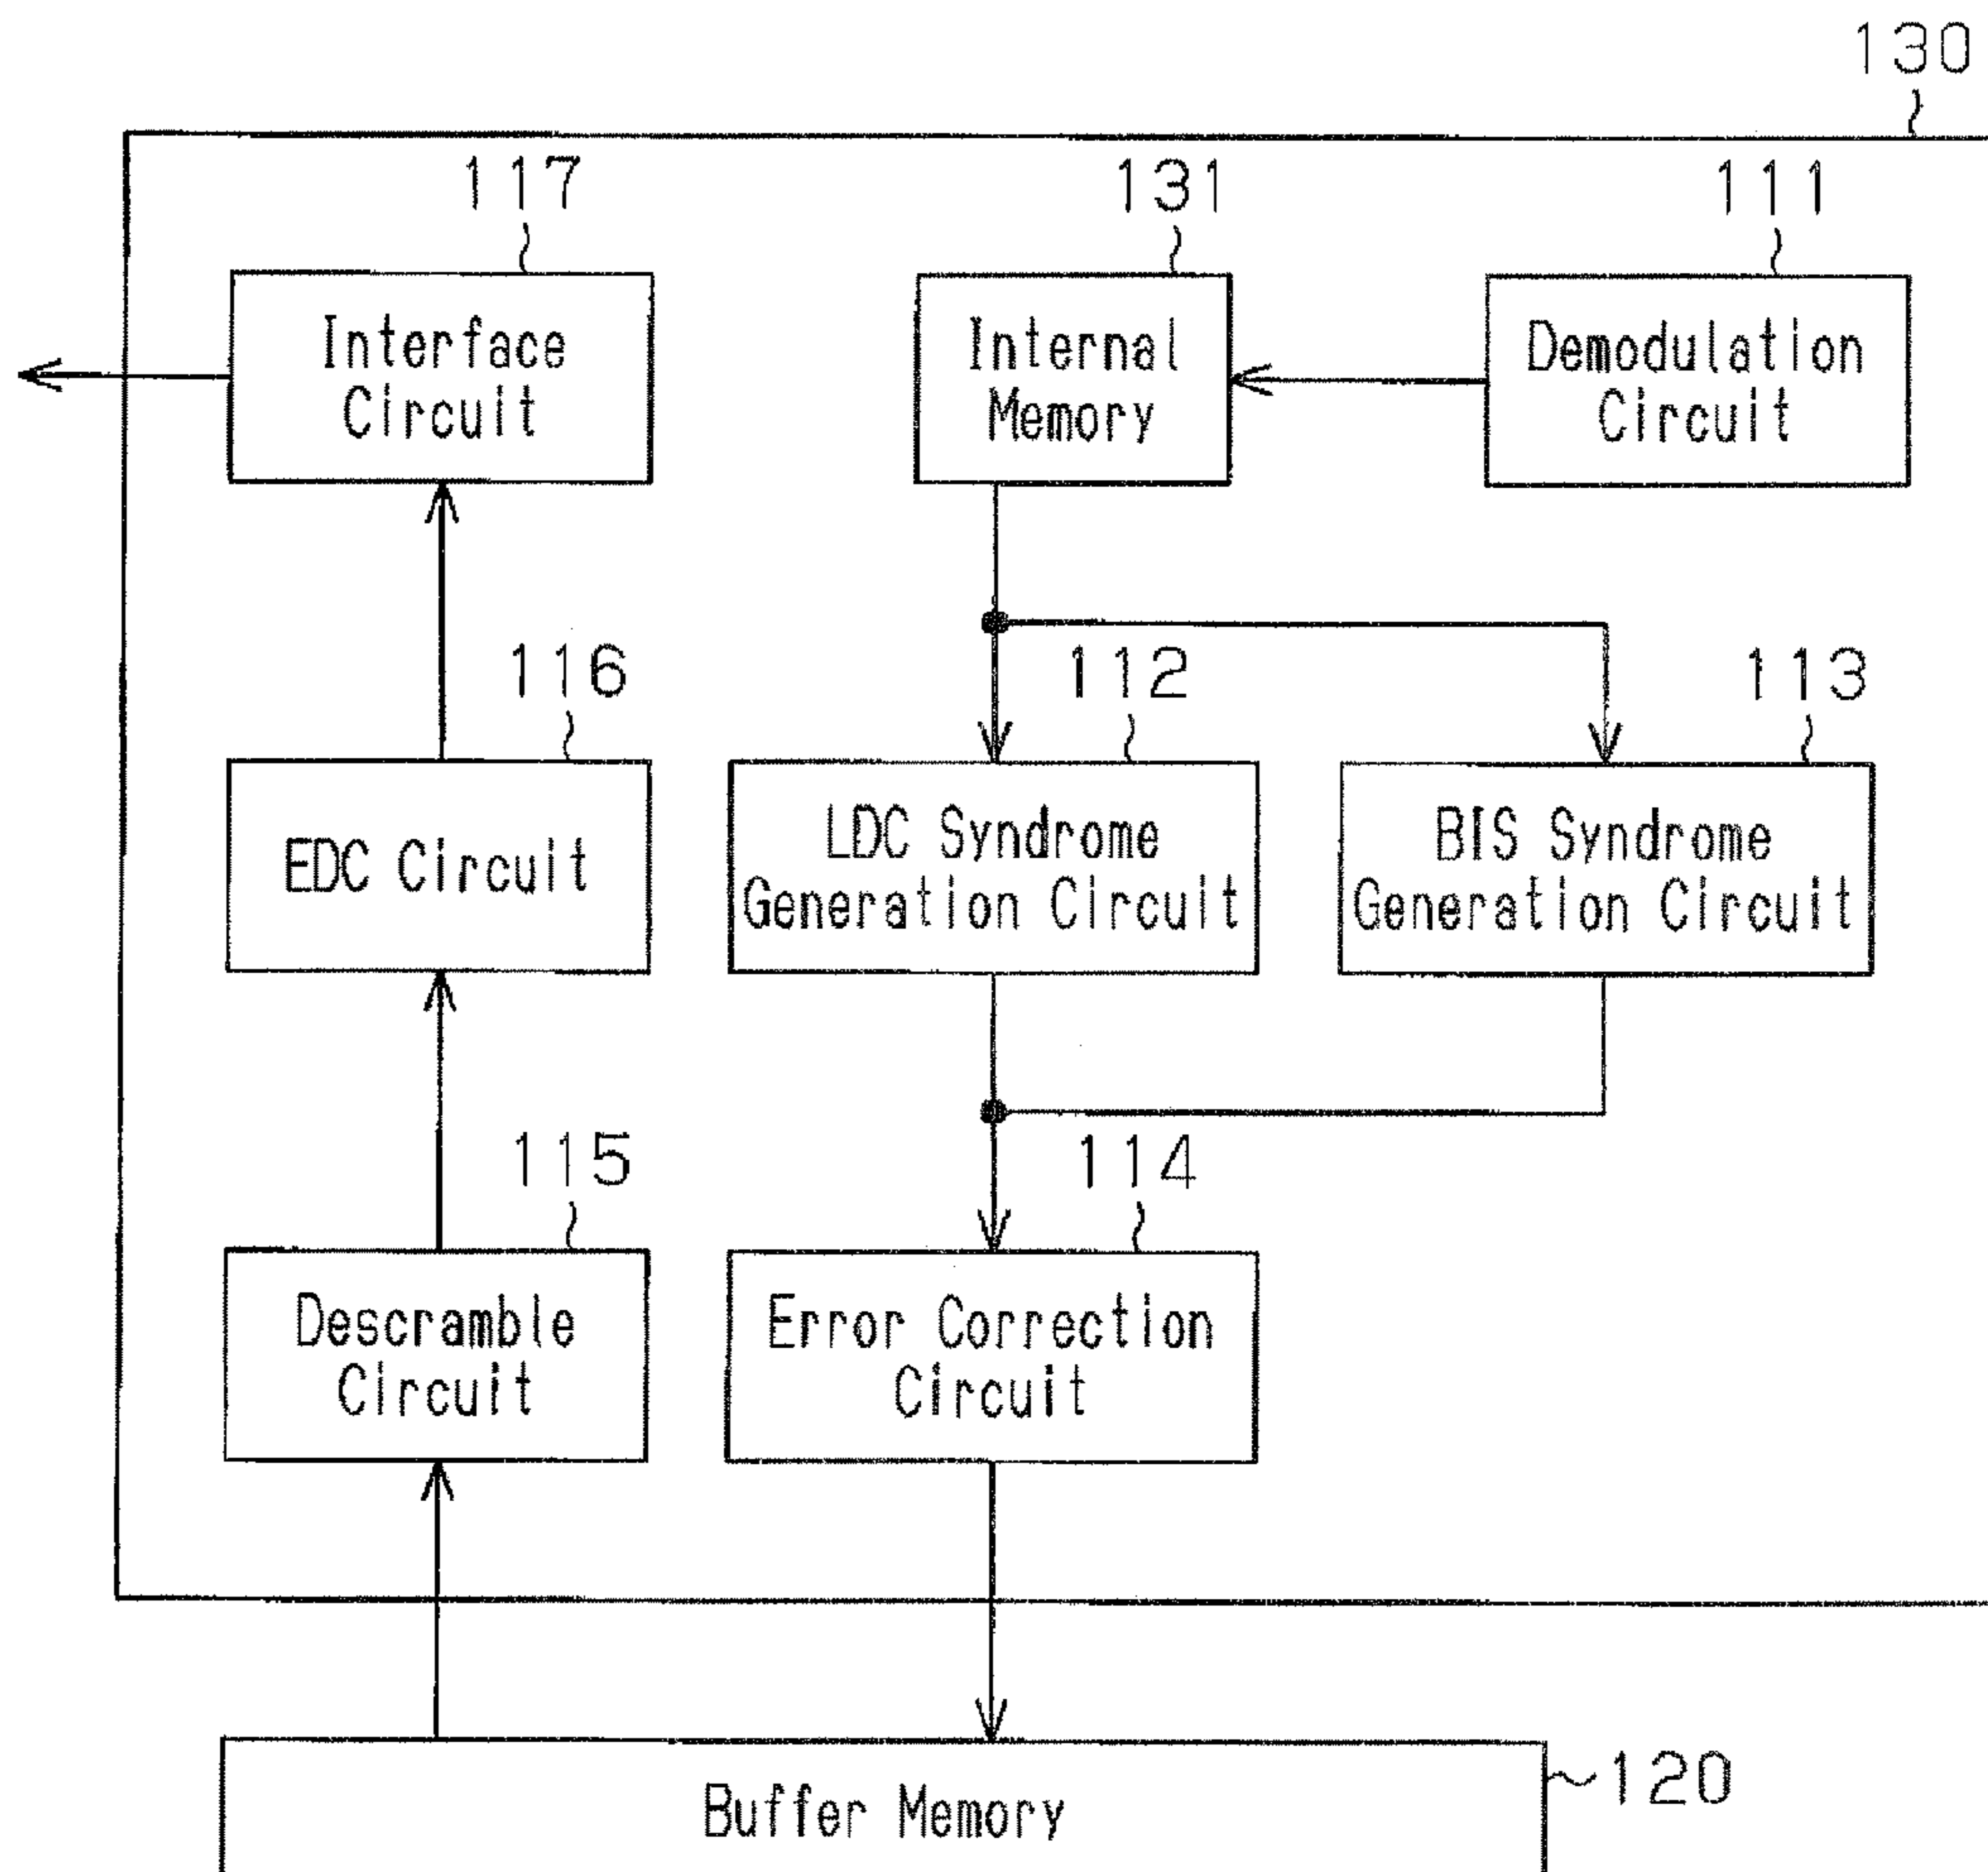 130
117
131
111
Interface
Circuit
Internal
Memory
Demodulation
Circuit
116
112
113
EDC Circuit
LDC Syndrome
Generation Circuit
BIS Syndrome
Generation Circuit
115
114
Descramble
Circuit
Error Correction
Circuit
120
Buffer Memory